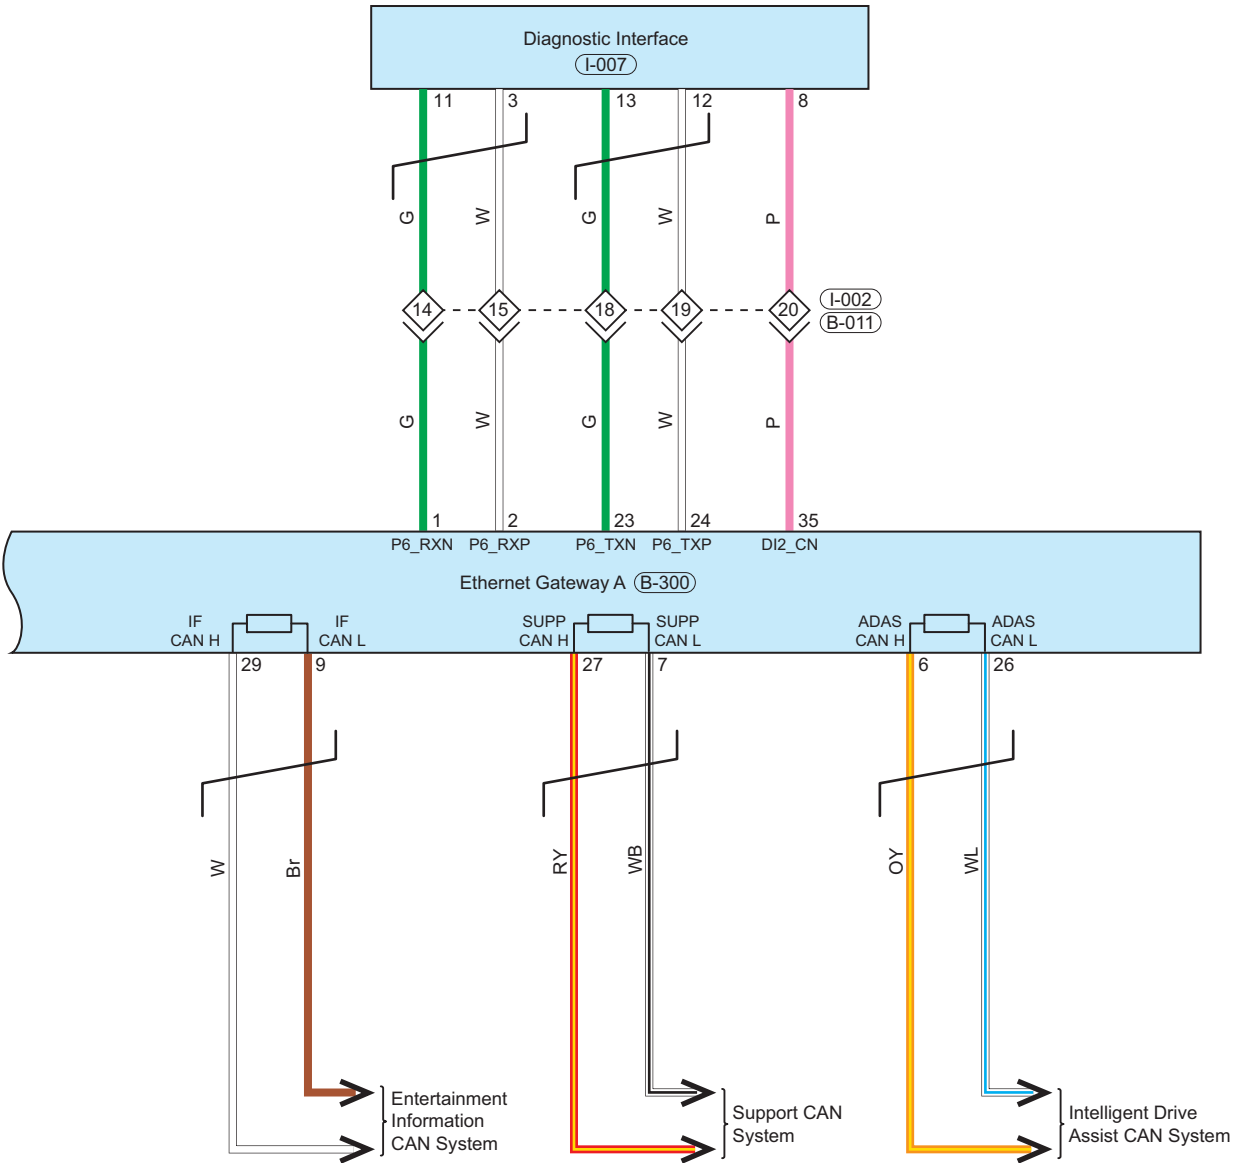 Diagnostic Interface
I-007
11 3 13 12 8
G W G W P
14 15 18 19 20
I-002
B-011
G W G W P
1 2 23 24 35
P6_RXN P6_RXP P6_TXN P6_TXP DI2_CN
Ethernet Gateway A B-300
IF
CAN H
IF
CAN L
SUPP
CAN H
SUPP
CAN L
ADAS
CAN H
ADAS
CAN L
29 9 27 7 6 26
W Br RY WB OY WL
Entertainment
Information
CAN System
Support CAN
System
Intelligent Drive
Assist CAN System